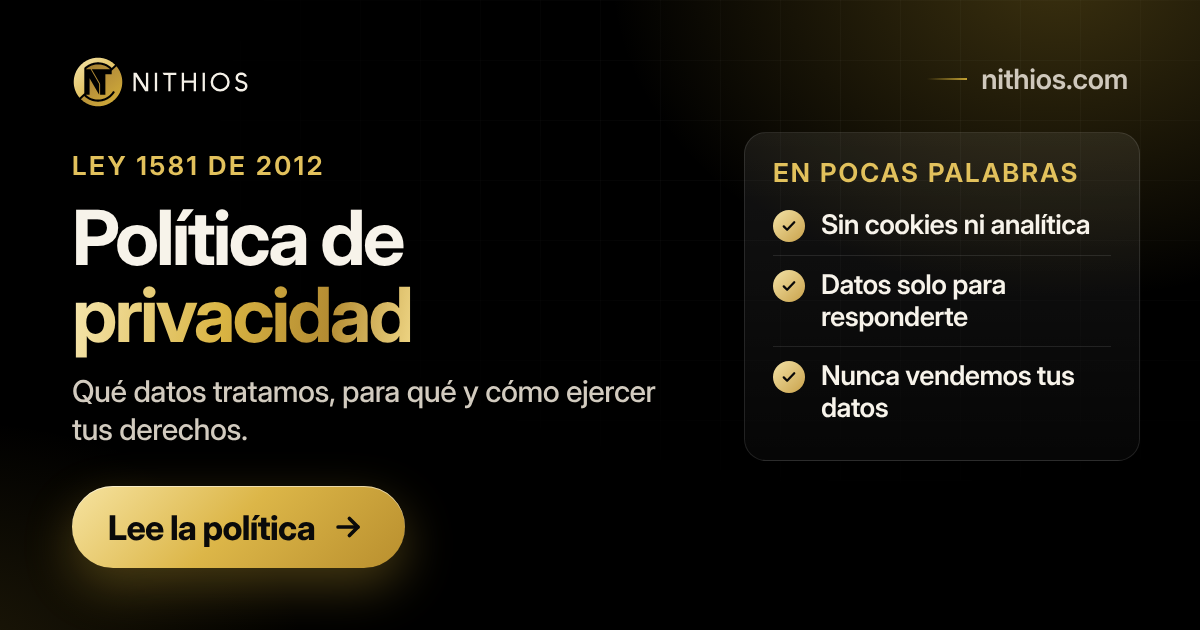 NITHIOS
nithios.com
LEY 1581 DE 2012
Política de
privacidad
Qué datos tratamos, para qué y cómo ejercer
tus derechos.
Lee la política
EN POCAS PALABRAS
Sin cookies ni analítica
Datos solo para
responderte
Nunca vendemos tus
datos